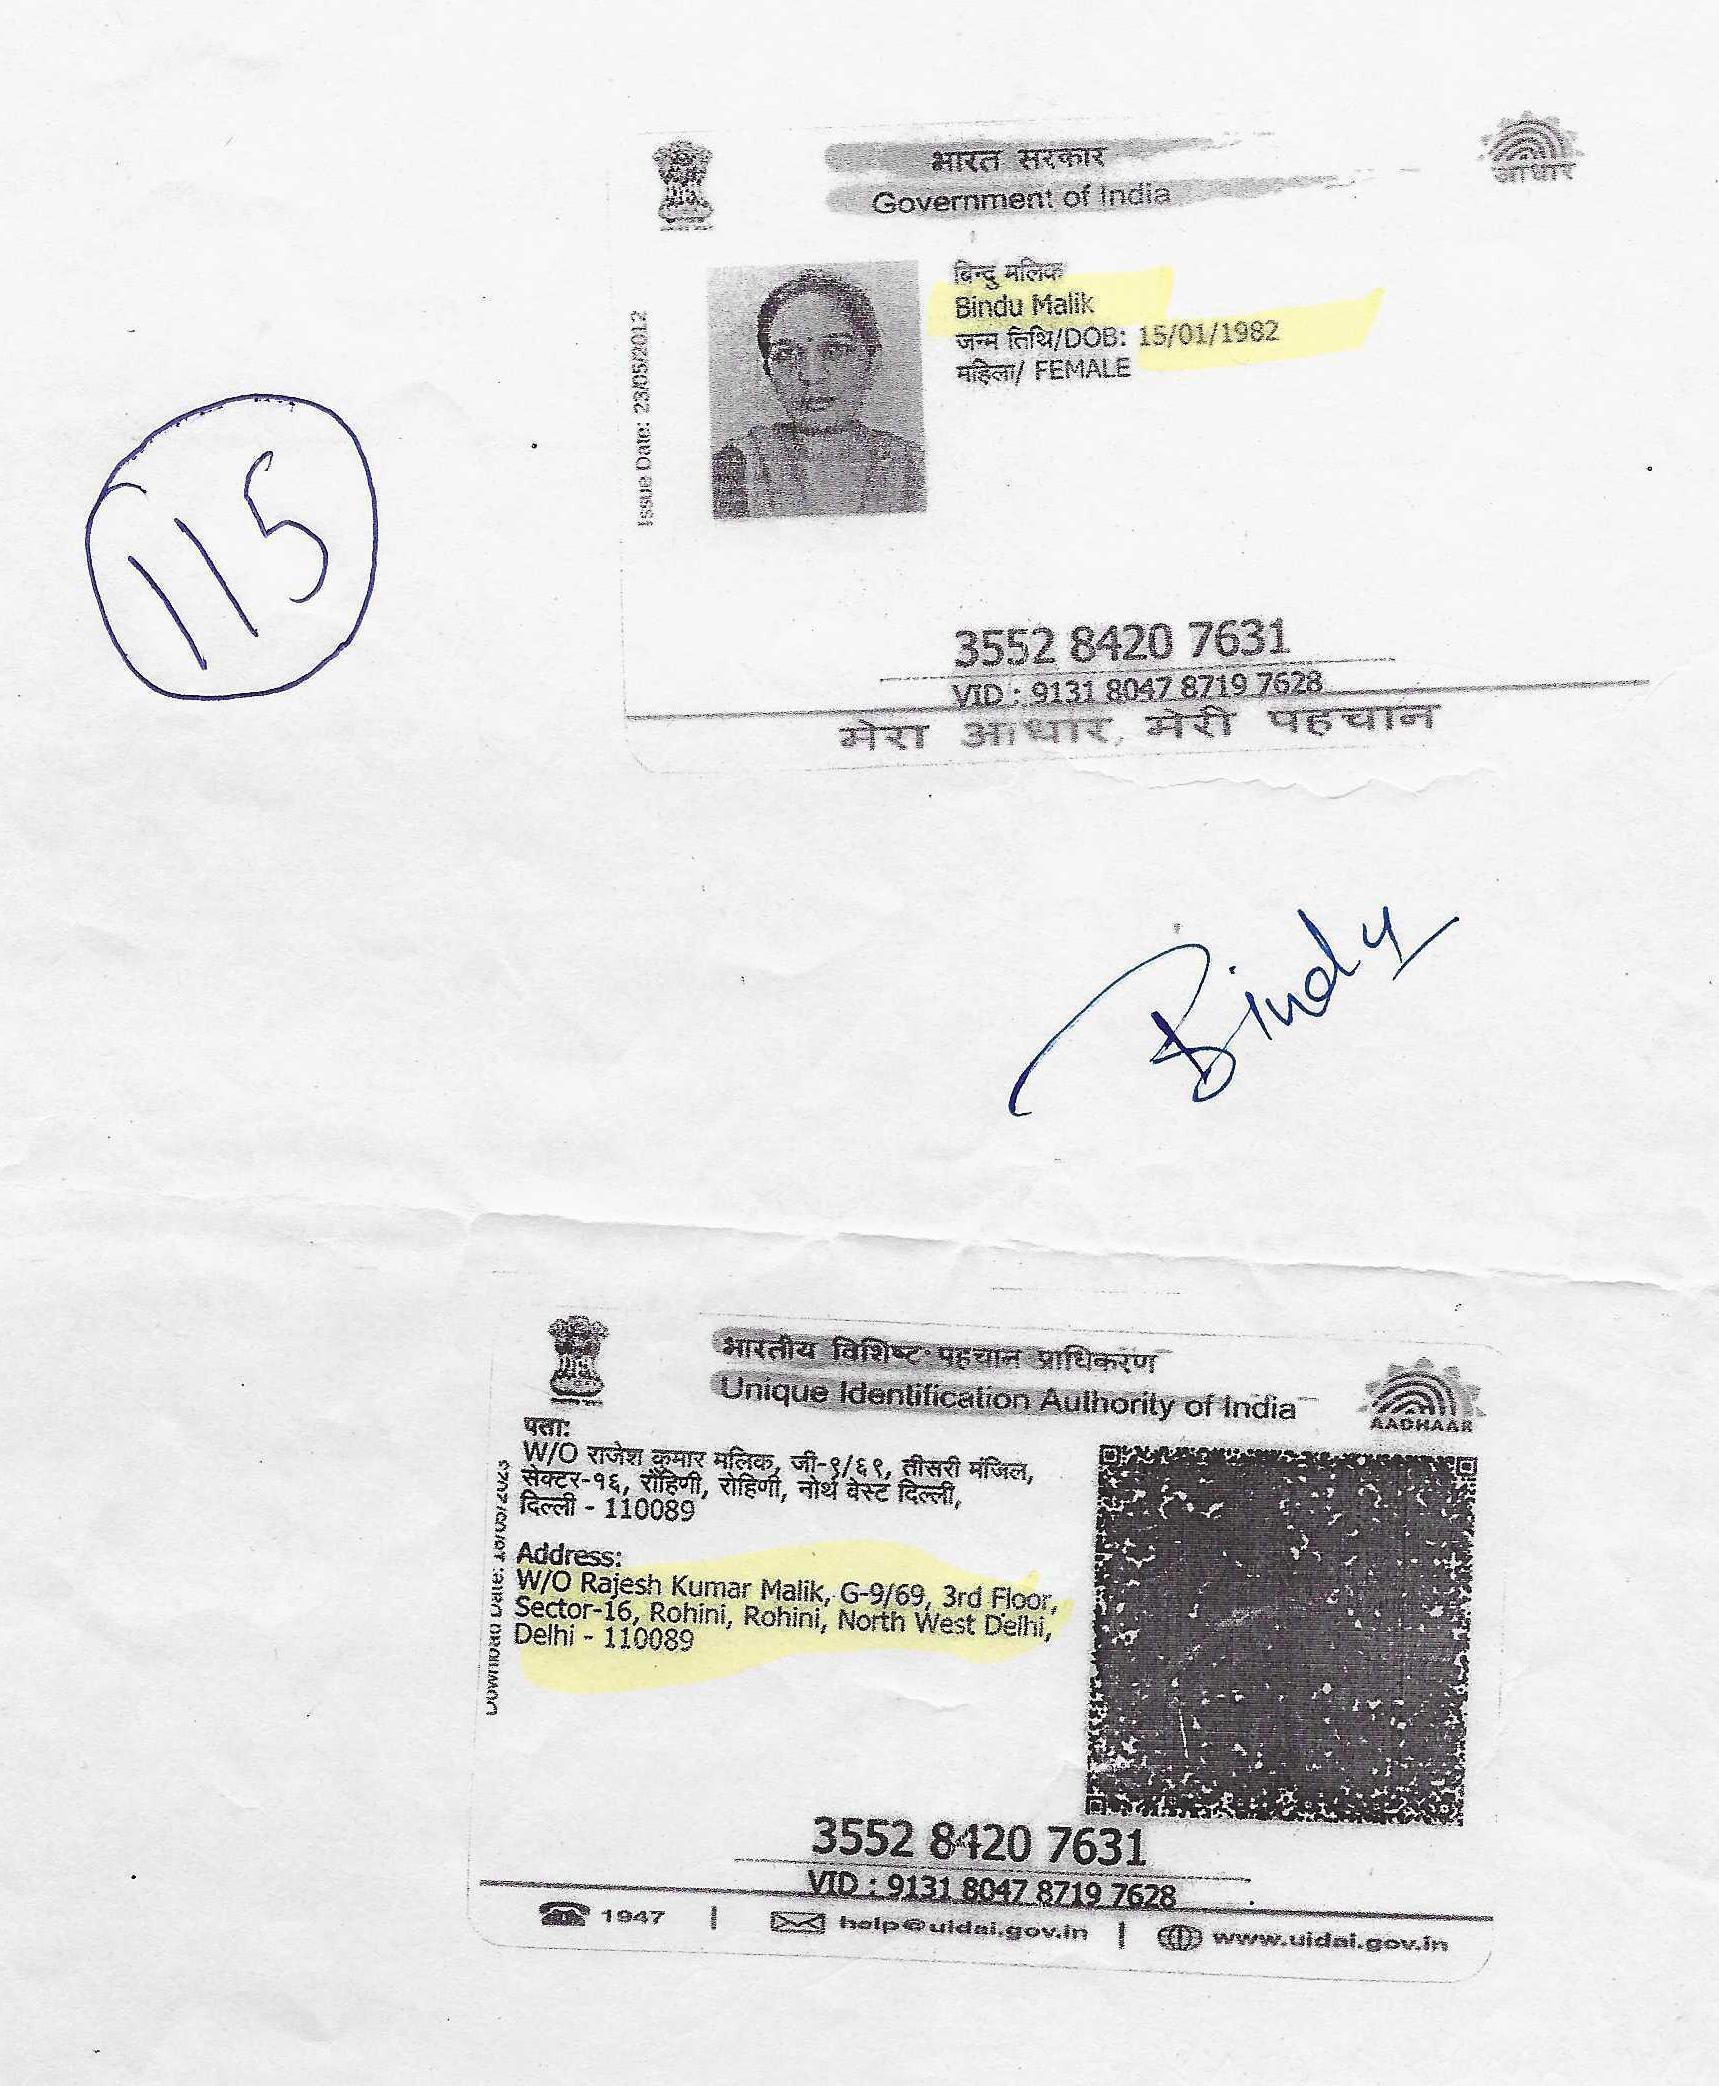 भारत सरकार
Government of India
आधार
Issue Date: 23/05/2012
बिन्दु मलिक
Bindu Malik
जन्म तिथि/DOB: 15/01/1982
महिला/ FEMALE
115
3552 8420 7631
VID : 9131 8047 8719 7628
मेरा आधार, मेरी पहचान
Bindu
भारतीय विशिष्ट पहचान प्राधिकरण
Unique Identification Authority of India
AADHAAR
पता:
W/O राजेश कुमार मलिक, जी-९/६९, तीसरी मंजिल,
सेक्टर-१६, रोहिणी, रोहिणी, नोर्थ वेस्ट दिल्ली,
दिल्ली - 110089
Download Date:
Address:
W/O Rajesh Kumar Malik, G-9/69, 3rd Floor,
Sector-16, Rohini, Rohini, North West Delhi,
Delhi - 110089
3552 8420 7631
VID : 9131 8047 8719 7628
1947 | help@uidai.gov.in | www.uidai.gov.in